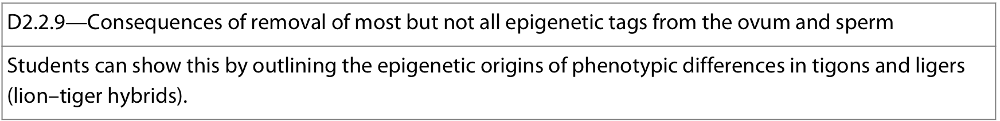 D2.2.9—Consequences of removal of most but not all epigenetic tags from the ovum and sperm
Students can show this by outlining the epigenetic origins of phenotypic differences in tigons and ligers
(lion–tiger hybrids).